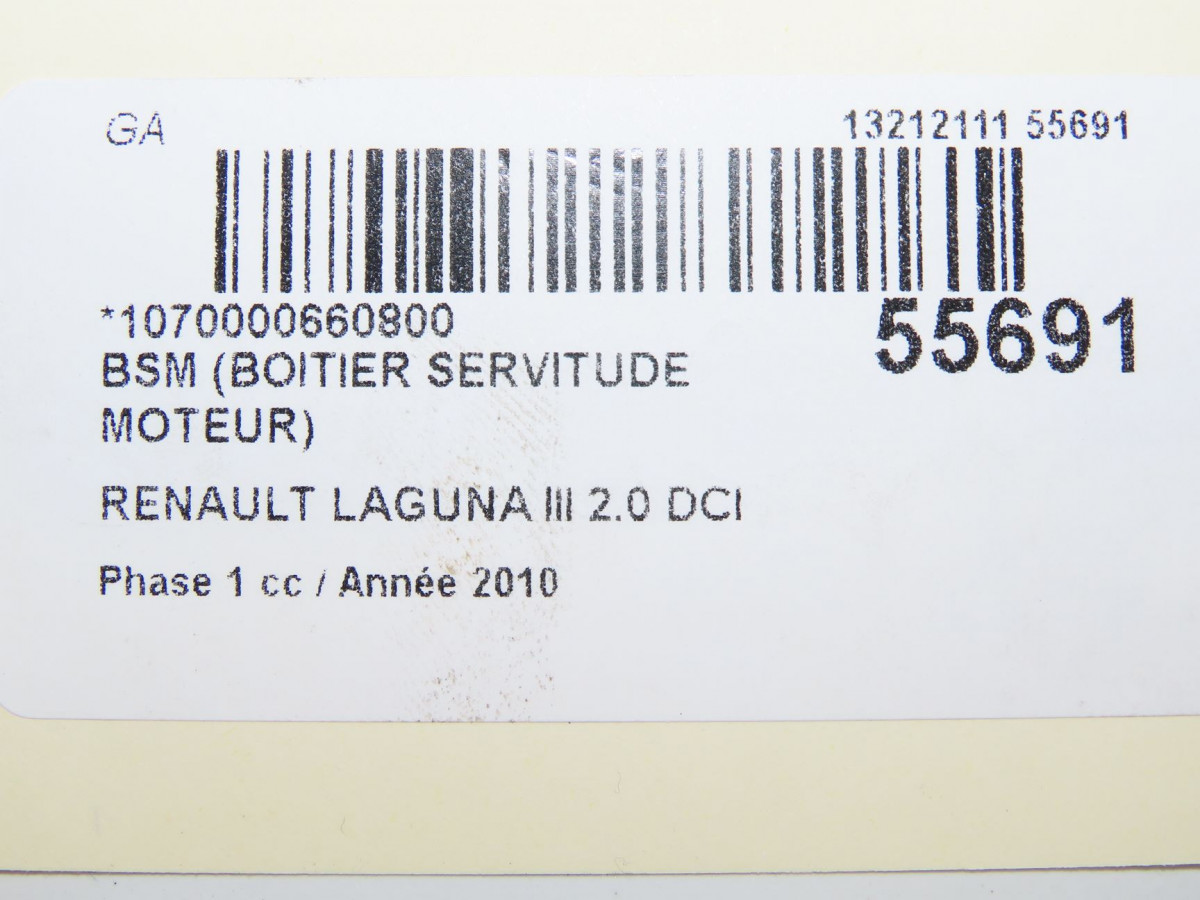 GA
13212111 55691
*1070000660800
55691
BSM (BOITIER SERVITUDE
MOTEUR)
RENAULT LAGUNA III 2.0 DCI
Phase 1 cc / Année 2010